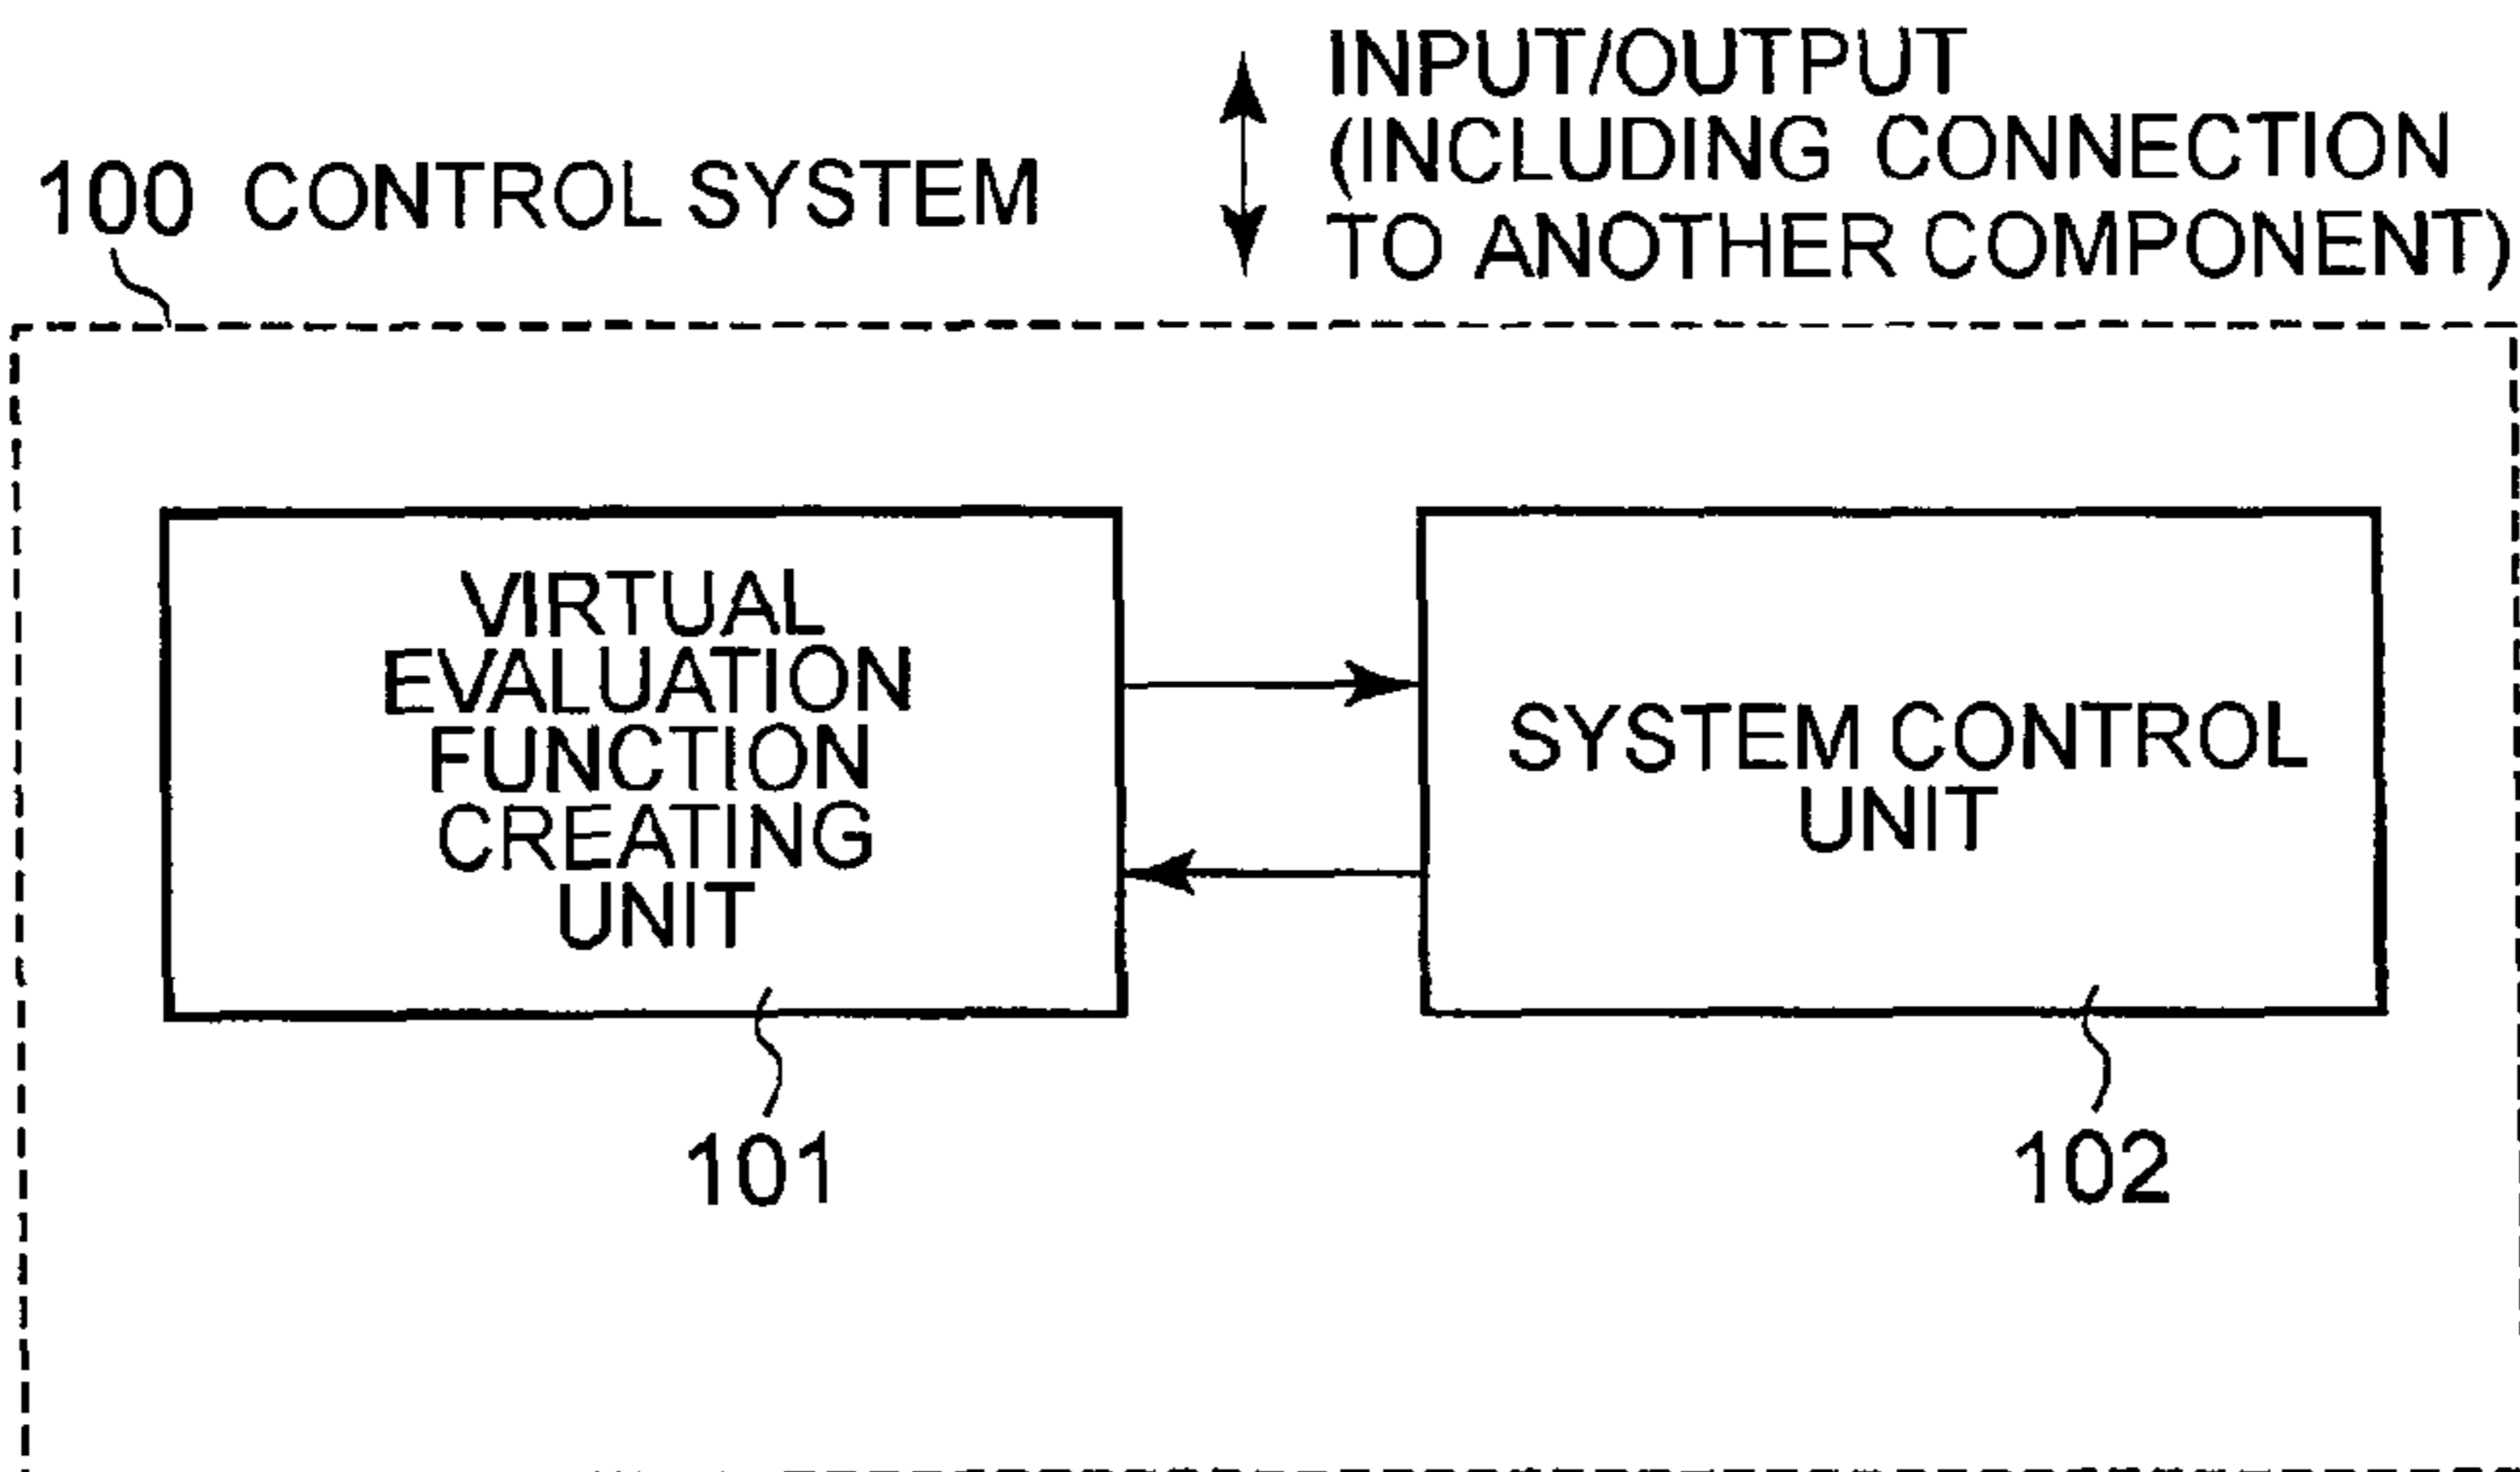 INPUT/OUTPUT
(INCLUDING CONNECTION
TO ANOTHER COMPONENT)
100 CONTROL SYSTEM
VIRTUAL
EVALUATION
FUNCTION
CREATING
UNIT
SYSTEM CONTROL
UNIT
101
102